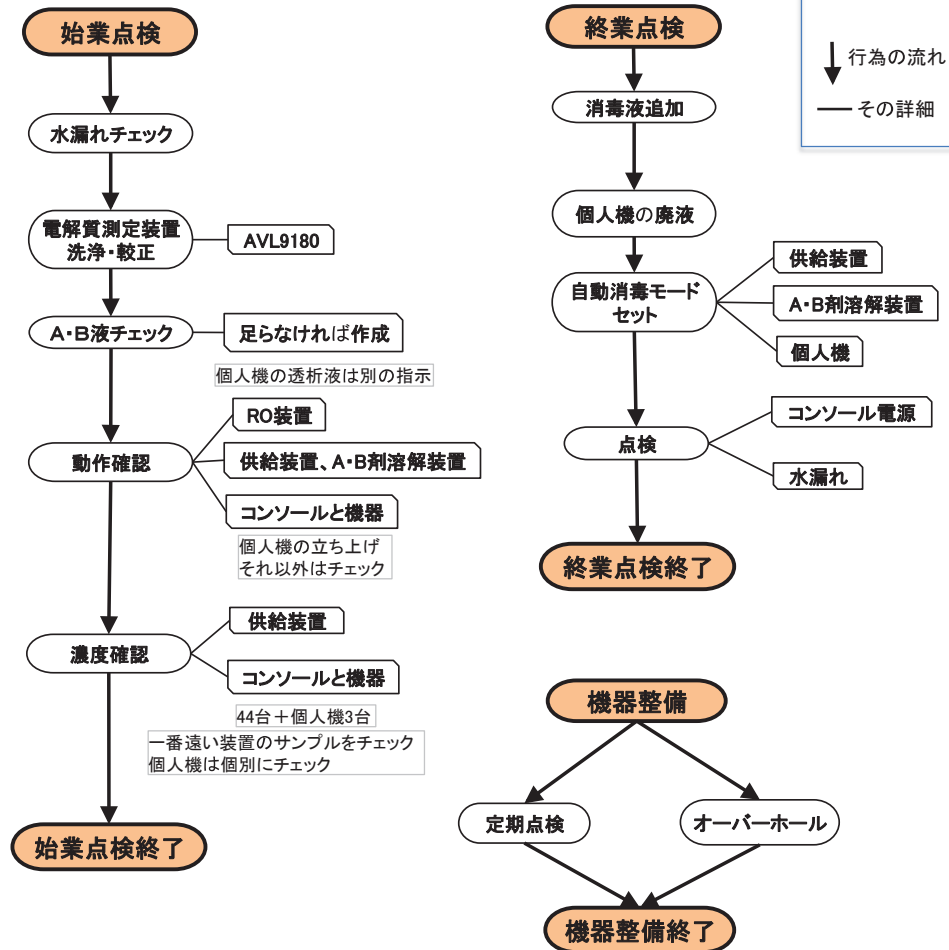 始業点検
水漏れチェック
電解質測定装置
洗浄・較正
AVL9180
A・B液チェック
足らなければ作成
個人機の透析液は別の指示
動作確認
RO装置
供給装置、A・B剤溶解装置
コンソールと機器
個人機の立ち上げ
それ以外はチェック
濃度確認
供給装置
コンソールと機器
44台＋個人機3台
一番遠い装置のサンプルをチェック
個人機は個別にチェック
始業点検終了
終業点検
消毒液追加
個人機の廃液
自動消毒モード
セット
供給装置
A・B剤溶解装置
個人機
点検
コンソール電源
水漏れ
終業点検終了
行為の流れ
その詳細
機器整備
定期点検
オーバーホール
機器整備終了